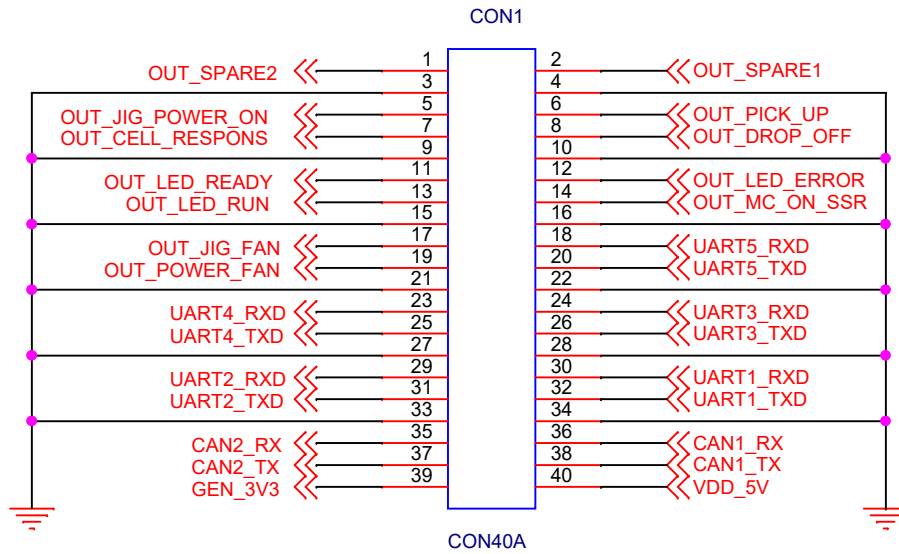 CON1
1 2
OUT_SPARE2 OUT_SPARE1
3 4
5 6
OUT_JIG_POWER_ON OUT_PICK_UP
7 8
OUT_CELL_RESPONS OUT_DROP_OFF
9 10
11 12
OUT_LED_READY OUT_LED_ERROR
13 14
OUT_LED_RUN OUT_MC_ON_SSR
15 16
17 18
OUT_JIG_FAN UART5_RXD
19 20
OUT_POWER_FAN UART5_TXD
21 22
23 24
UART4_RXD UART3_RXD
25 26
UART4_TXD UART3_TXD
27 28
29 30
UART2_RXD UART1_RXD
31 32
UART2_TXD UART1_TXD
33 34
35 36
CAN2_RX CAN1_RX
37 38
CAN2_TX CAN1_TX
39 40
GEN_3V3 VDD_5V
CON40A